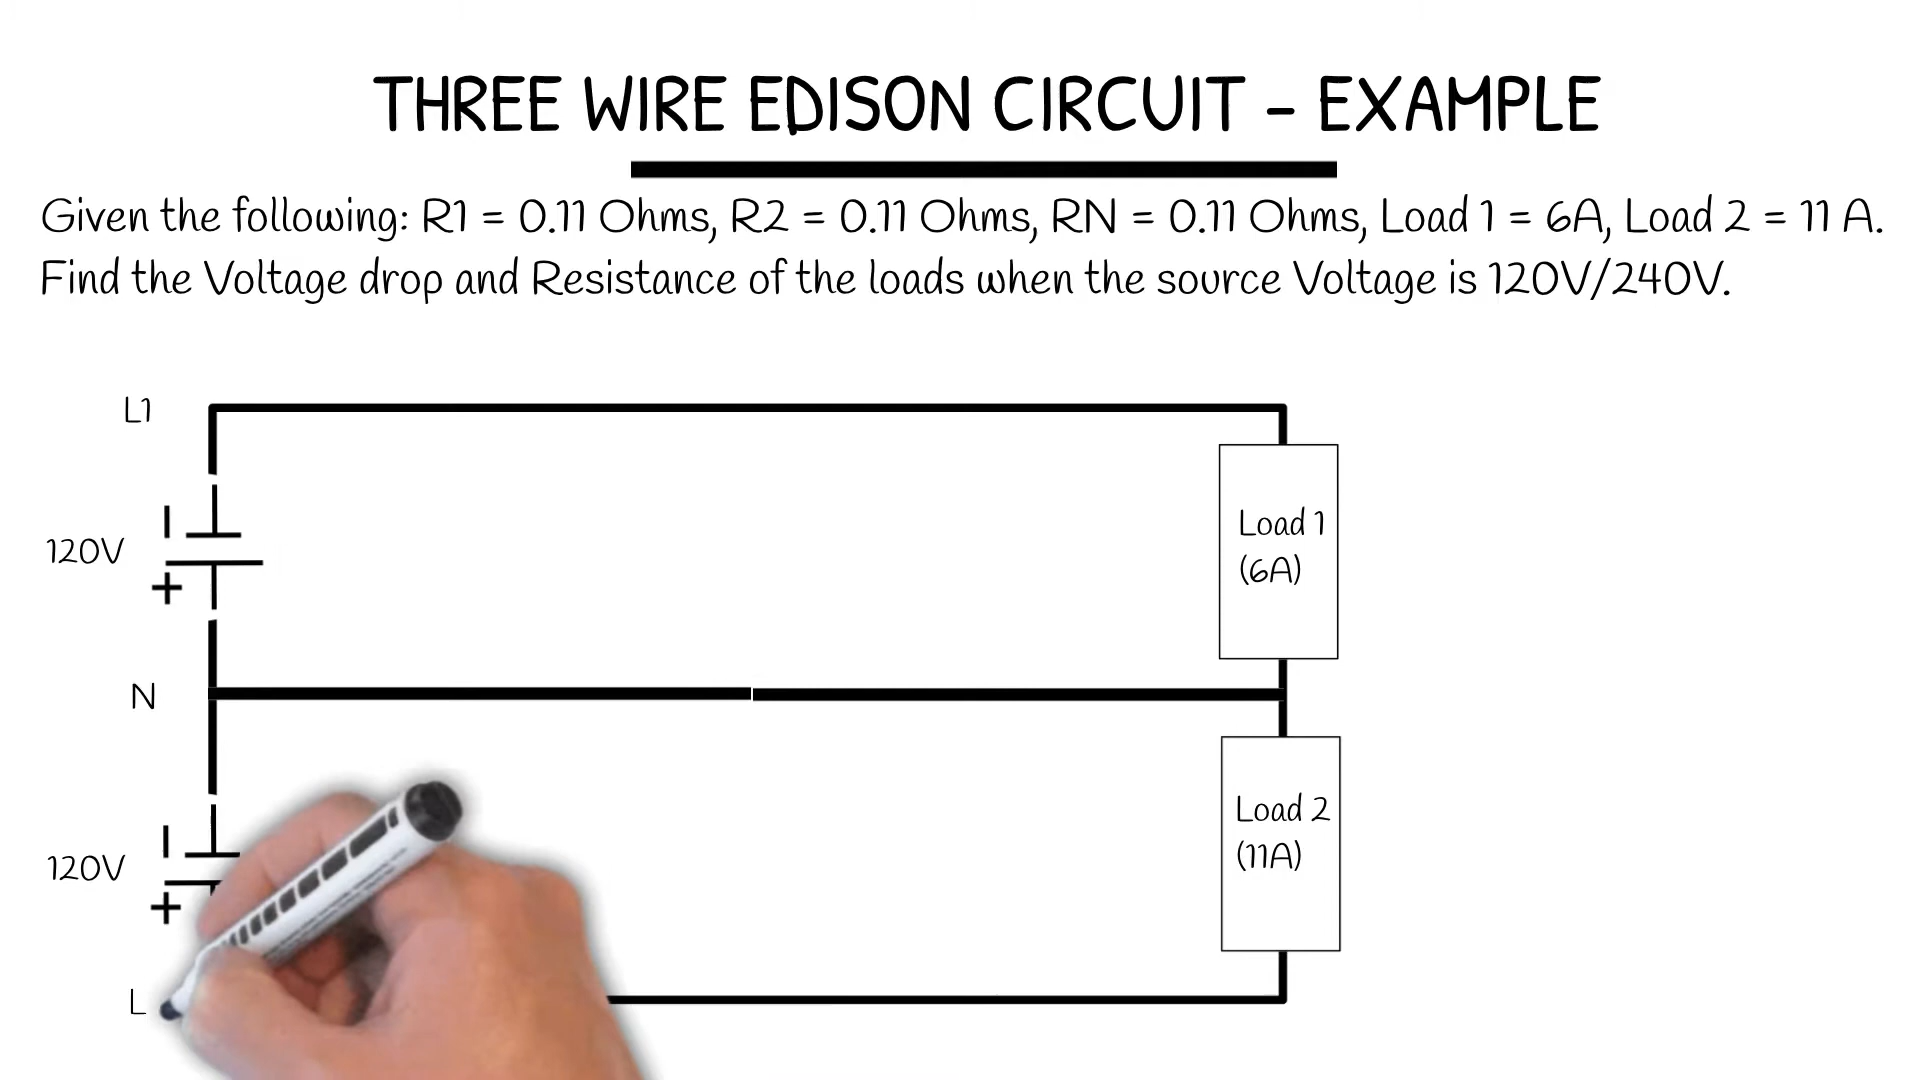 THREE WIRE EDISON CIRCUIT - EXAMPLE
Given the following: R1 = 0.11 Ohms, R2 = 0.11 Ohms, RN = 0.11 Ohms, Load 1 = 6A, Load 2 = 11 A.
Find the Voltage drop and Resistance of the loads when the source Voltage is 120V/240V.
L1
120V
+
Load 1
(6A)
N
120V
+
Load 2
(11A)
L